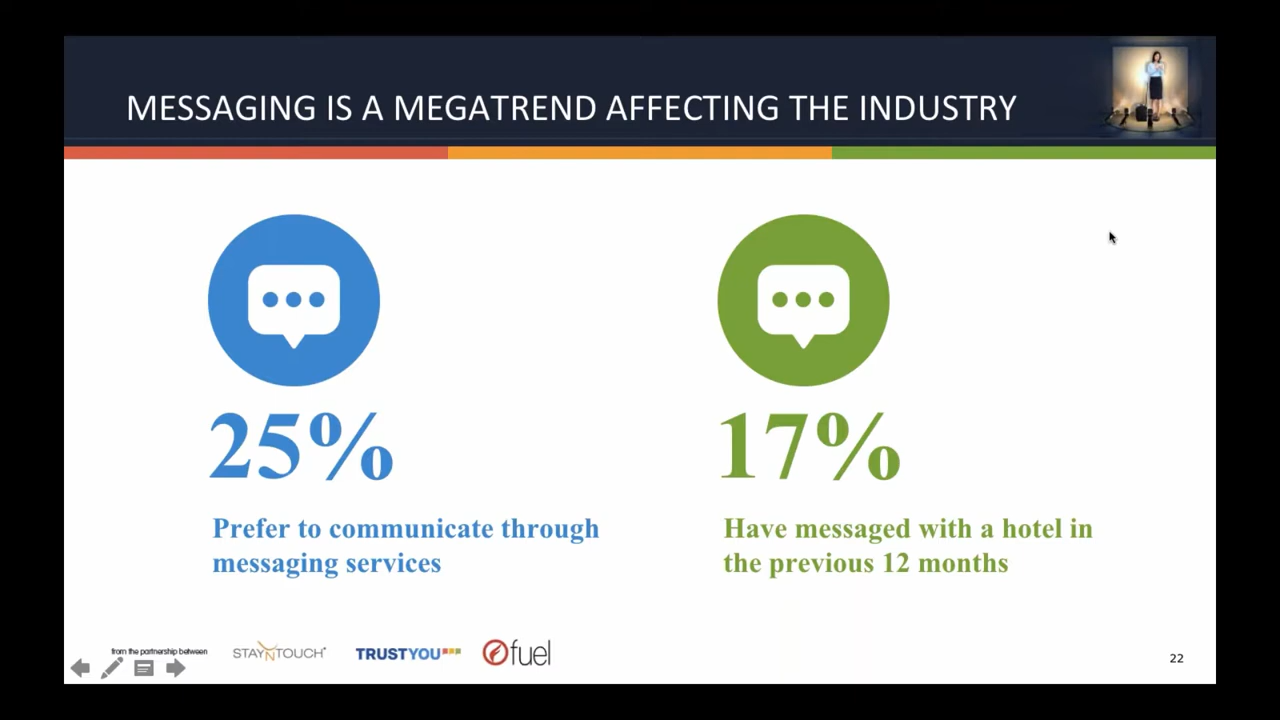 MESSAGING IS A MEGATREND AFFECTING THE INDUSTRY
25%
Prefer to communicate through
messaging services
17%
Have messaged with a hotel in
the previous 12 months
from the partnership between
STAYNTOUCH
TRUSTYOU
fuel
22